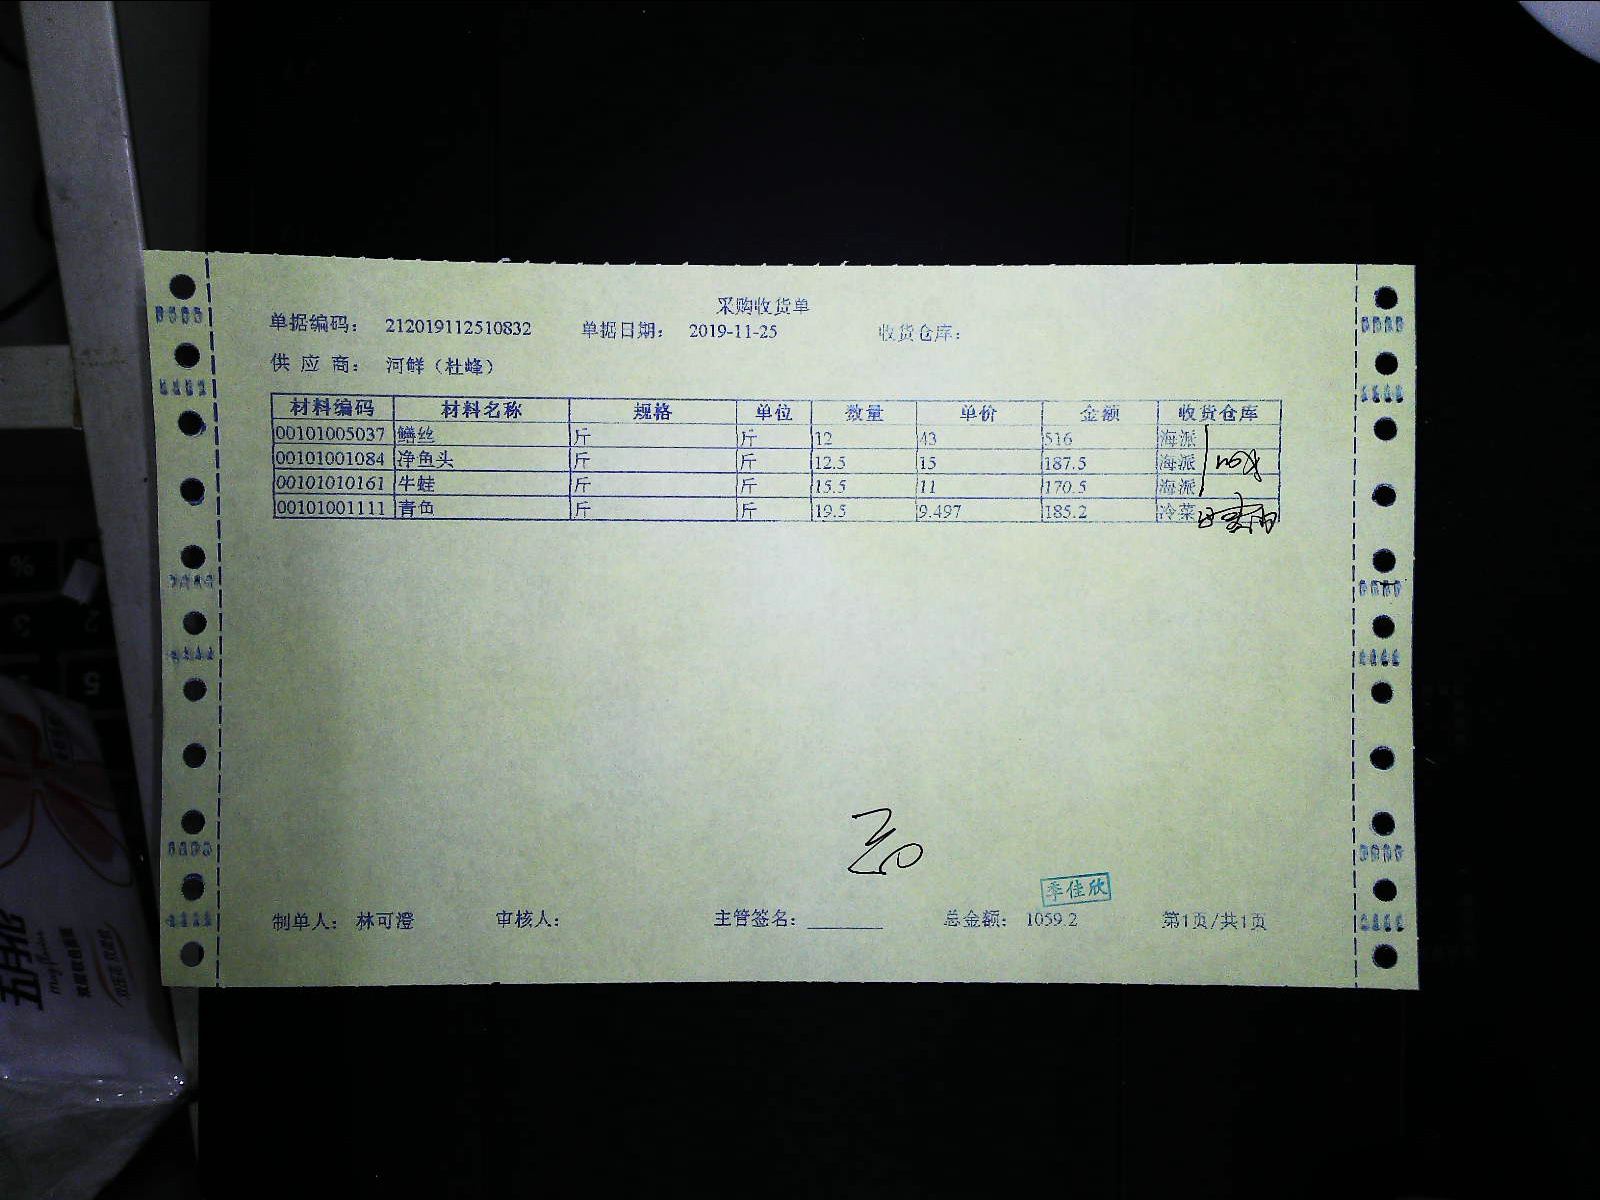 采购收货单
单据编码： 212019112510832 单据日期： 2019-11-25 收货仓库：
供 应 商： 河鲜（杜峰）
材料编码 材料名称 规格 单位 数量 单价 金额 收货仓库
00101005037 鳝丝 斤 斤 12 43 516 海派
00101001084 净鱼头 斤 斤 12.5 15 187.5 海派
00101010161 牛蛙 斤 斤 15.5 11 170.5 海派
00101001111 青鱼 斤 斤 19.5 9.497 185.2 冷菜
季佳欣
制单人： 林可澄 审核人： 主管签名： 总金额： 1059.2 第1页/共1页
五月花